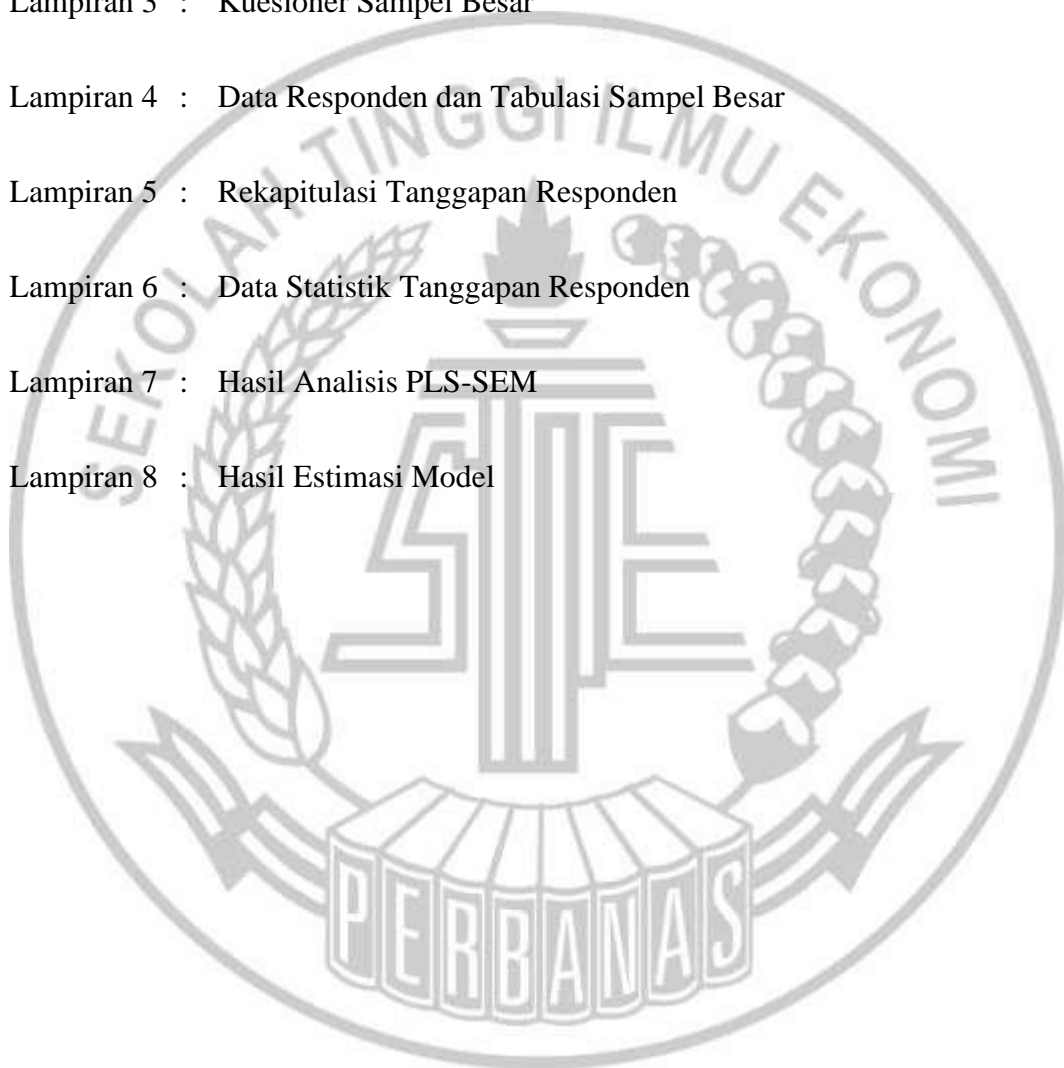 Lampiran 3 : Kuesioner Sampel Besar
Lampiran 4 : Data Responden dan Tabulasi Sampel Besar
Lampiran 5 : Rekapitulasi Tanggapan Responden
Lampiran 6 : Data Statistik Tanggapan Responden
Lampiran 7 : Hasil Analisis PLS-SEM
Lampiran 8 : Hasil Estimasi Model
SEKOLAH TINGGI ILMU EKONOMI
STIE
PERBANAS